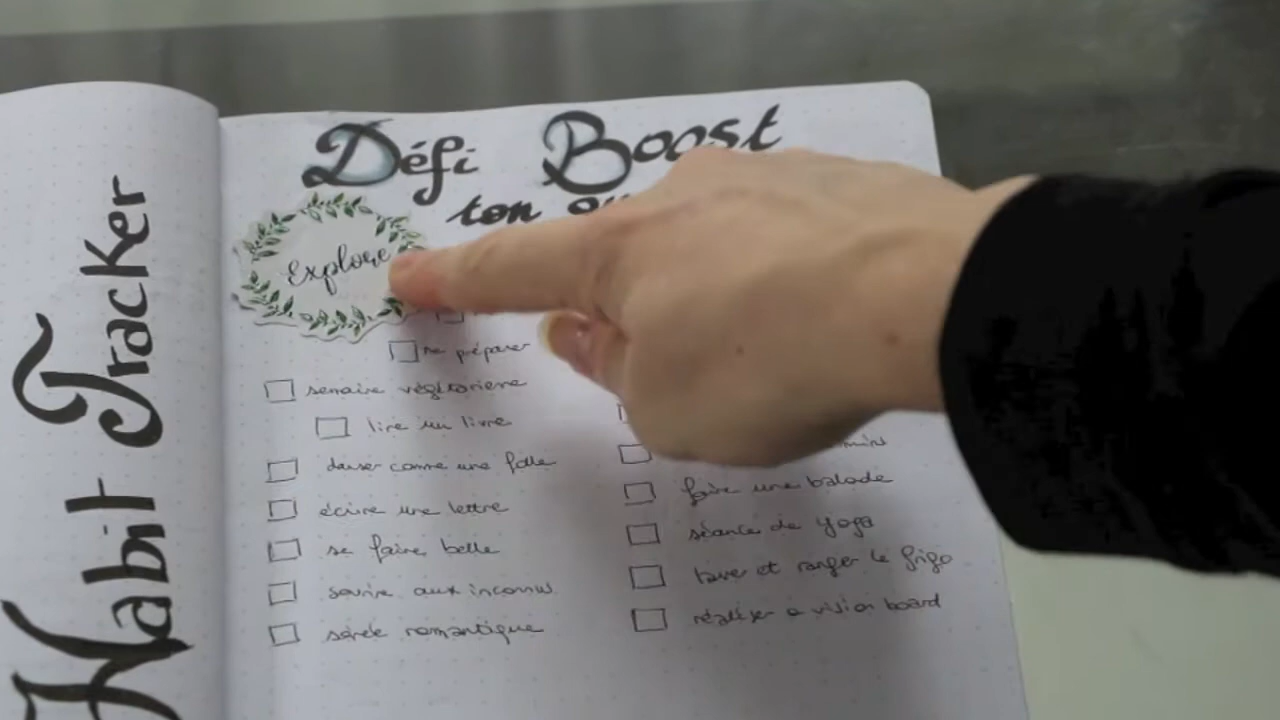 Habit Tracker
Défi Boost
ton
Explore
me préparer
semaine végétarienne
lire un livre
danser comme une folle
écrire une lettre
se faire belle
sourire aux inconnus
soirée romantique
faire une balade
séance de yoga
laver et ranger le frigo
réaliser a vision board